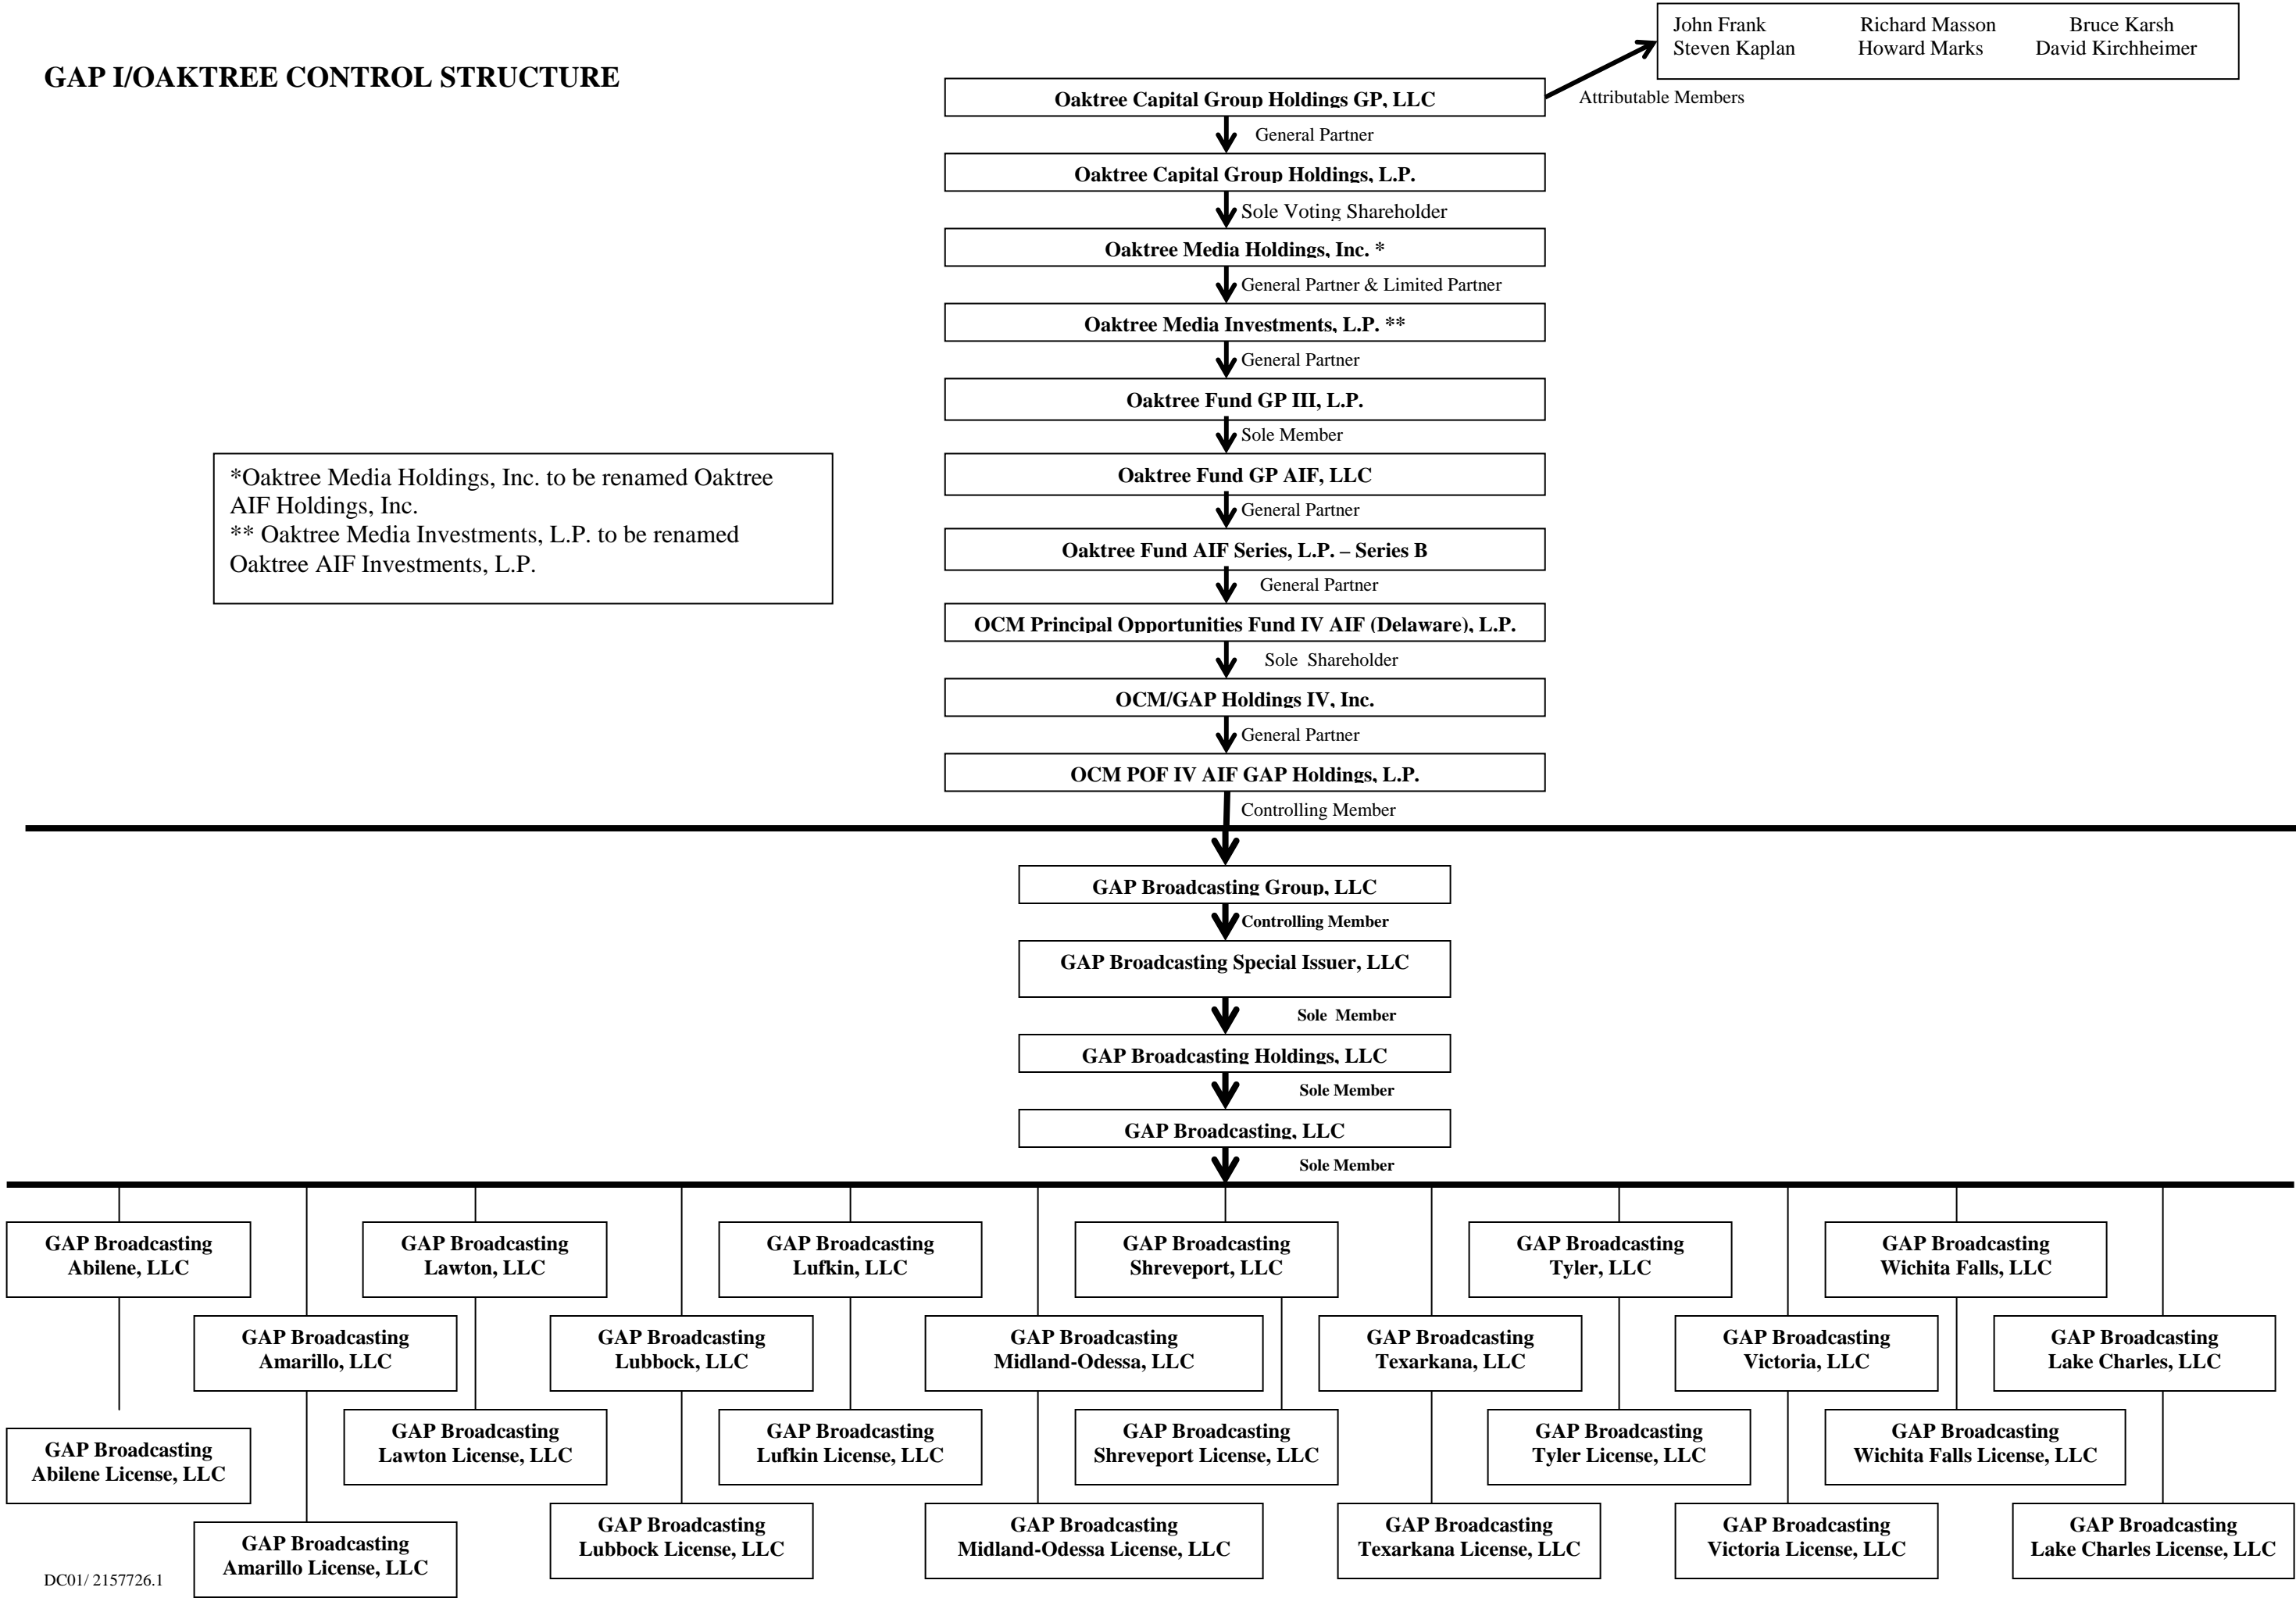 John Frank Richard Masson Bruce Karsh
Steven Kaplan Howard Marks David Kirchheimer
GAP I/OAKTREE CONTROL STRUCTURE
Oaktree Capital Group Holdings GP, LLC
Attributable Members
General Partner
Oaktree Capital Group Holdings, L.P.
Sole Voting Shareholder
Oaktree Media Holdings, Inc. *
General Partner & Limited Partner
Oaktree Media Investments, L.P. **
General Partner
Oaktree Fund GP III, L.P.
Sole Member
Oaktree Fund GP AIF, LLC
General Partner
Oaktree Fund AIF Series, L.P. – Series B
General Partner
OCM Principal Opportunities Fund IV AIF (Delaware), L.P.
Sole Shareholder
OCM/GAP Holdings IV, Inc.
General Partner
OCM POF IV AIF GAP Holdings, L.P.
Controlling Member
*Oaktree Media Holdings, Inc. to be renamed Oaktree
AIF Holdings, Inc.
** Oaktree Media Investments, L.P. to be renamed
Oaktree AIF Investments, L.P.
GAP Broadcasting Group, LLC
Controlling Member
GAP Broadcasting Special Issuer, LLC
Sole Member
GAP Broadcasting Holdings, LLC
Sole Member
GAP Broadcasting, LLC
Sole Member
GAP Broadcasting
Abilene, LLC
GAP Broadcasting
Lawton, LLC
GAP Broadcasting
Lufkin, LLC
GAP Broadcasting
Shreveport, LLC
GAP Broadcasting
Tyler, LLC
GAP Broadcasting
Wichita Falls, LLC
GAP Broadcasting
Amarillo, LLC
GAP Broadcasting
Lubbock, LLC
GAP Broadcasting
Midland-Odessa, LLC
GAP Broadcasting
Texarkana, LLC
GAP Broadcasting
Victoria, LLC
GAP Broadcasting
Lake Charles, LLC
GAP Broadcasting
Abilene License, LLC
GAP Broadcasting
Lawton License, LLC
GAP Broadcasting
Lufkin License, LLC
GAP Broadcasting
Shreveport License, LLC
GAP Broadcasting
Tyler License, LLC
GAP Broadcasting
Wichita Falls License, LLC
GAP Broadcasting
Amarillo License, LLC
GAP Broadcasting
Lubbock License, LLC
GAP Broadcasting
Midland-Odessa License, LLC
GAP Broadcasting
Texarkana License, LLC
GAP Broadcasting
Victoria License, LLC
GAP Broadcasting
Lake Charles License, LLC
DC01/ 2157726.1